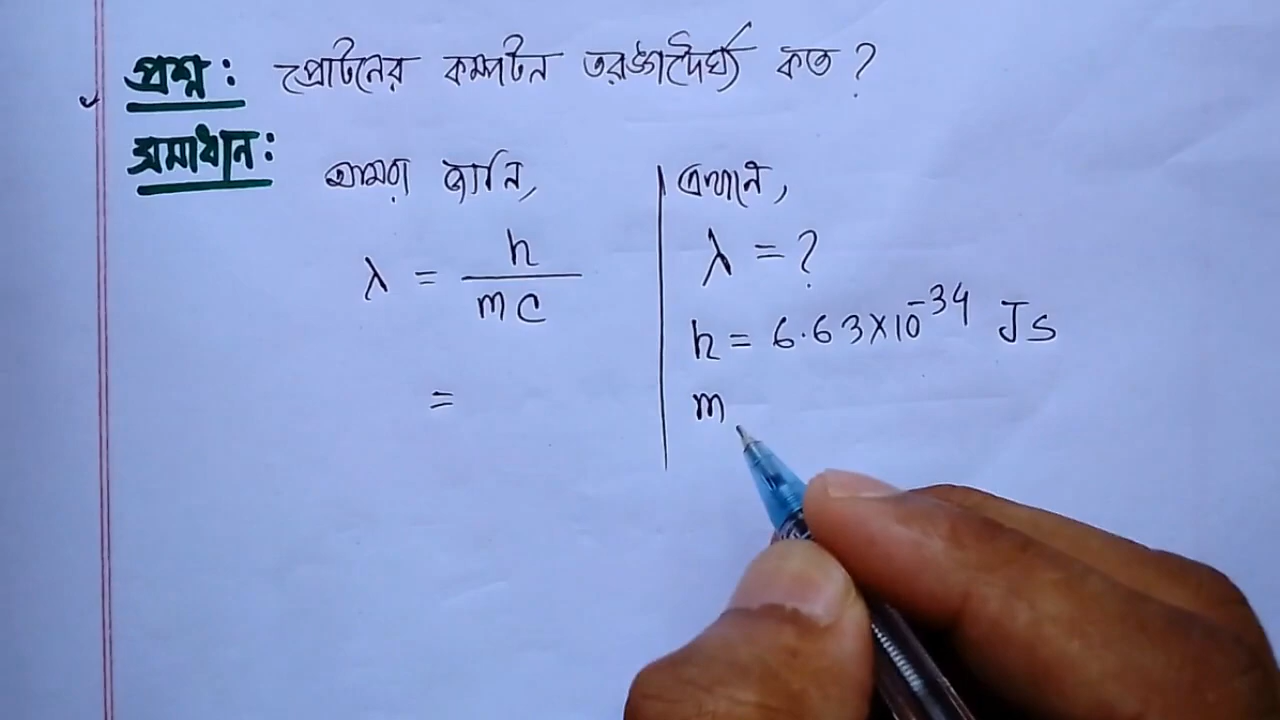 প্রশ্ন: প্রোটনের কম্পটন তরঙ্গদৈর্ঘ্য কত ?
সমাধান:
আমরা জানি,
λ = h / mc
=
এখানে,
λ = ?
h = 6.63×10⁻³⁴ Js
m